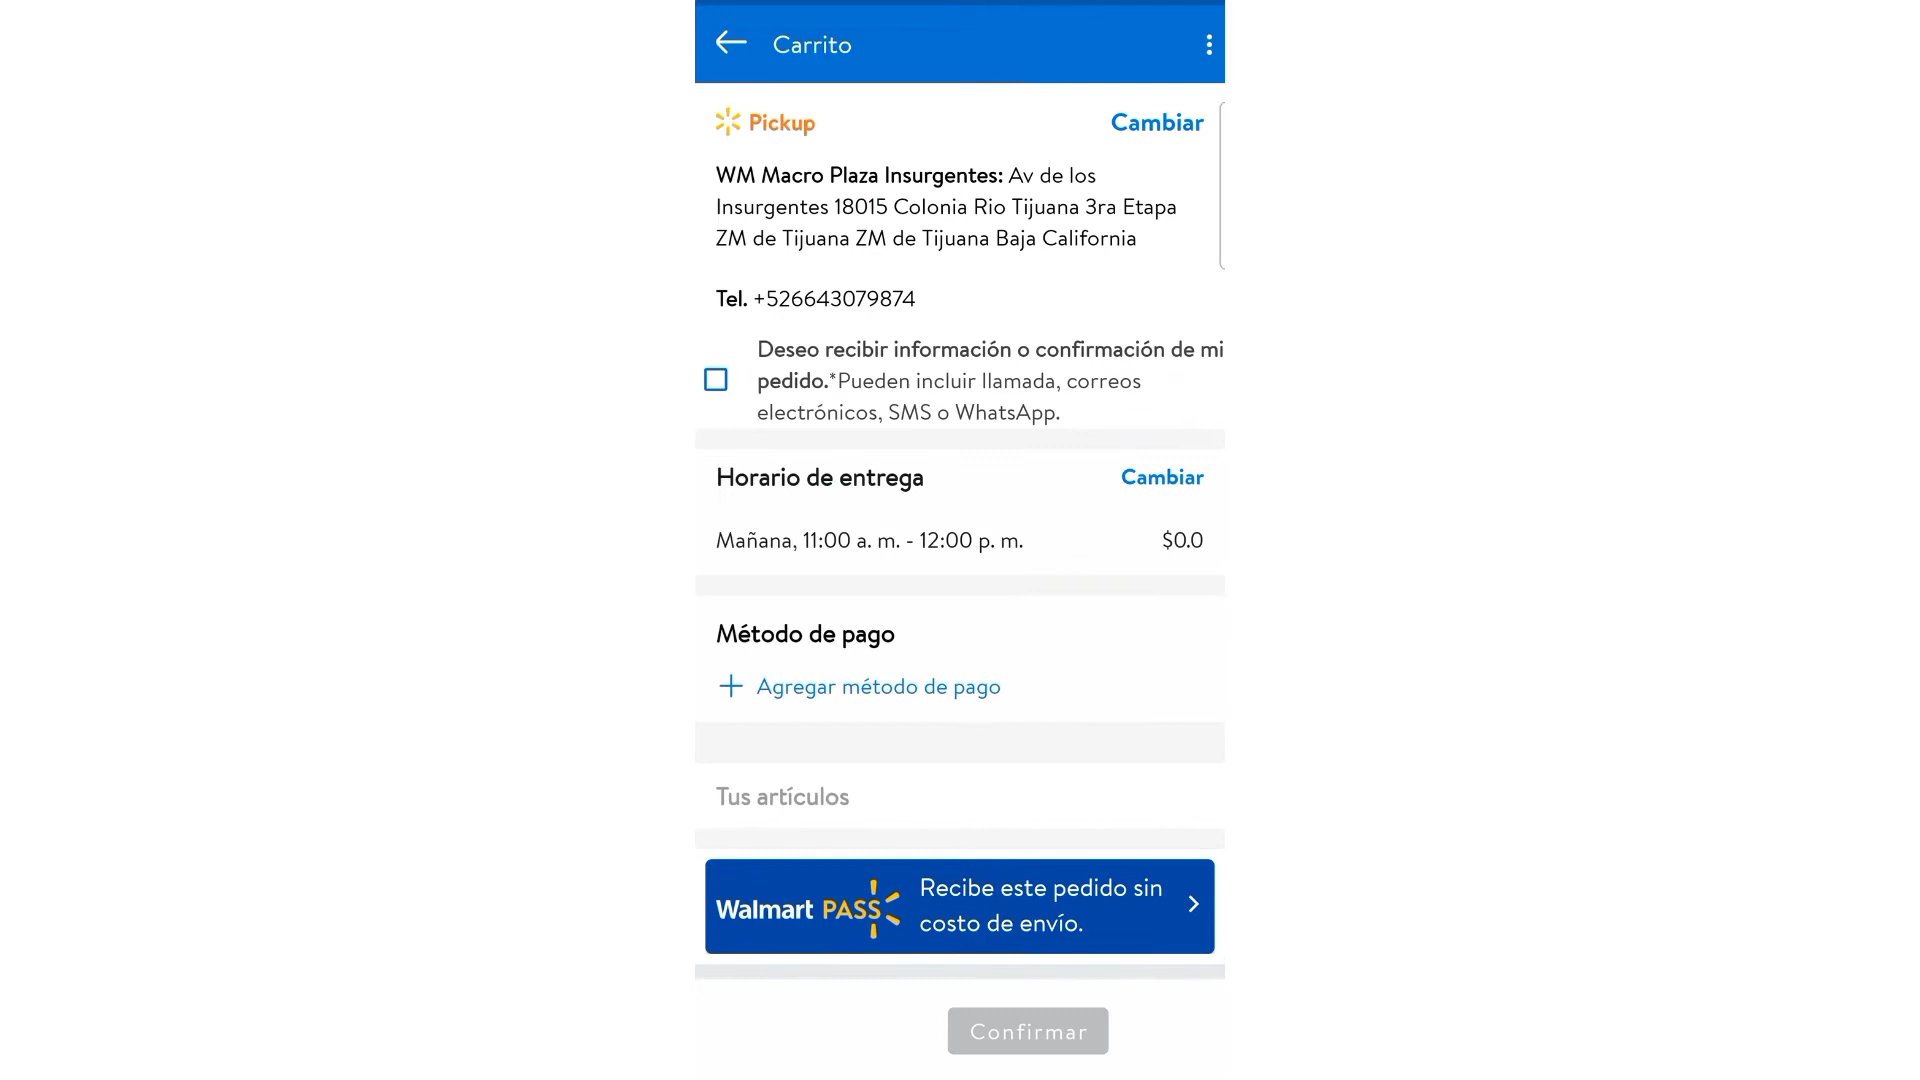 Carrito
Pickup
Cambiar
WM Macro Plaza Insurgentes: Av de los
Insurgentes 18015 Colonia Rio Tijuana 3ra Etapa
ZM de Tijuana ZM de Tijuana Baja California
Tel. +526643079874
Deseo recibir información o confirmación de mi
pedido.*Pueden incluir llamada, correos
electrónicos, SMS o WhatsApp.
Horario de entrega
Cambiar
Mañana, 11:00 a. m. - 12:00 p. m.
$0.0
Método de pago
+ Agregar método de pago
Tus artículos
Walmart PASS
Recibe este pedido sin
costo de envío.
Confirmar